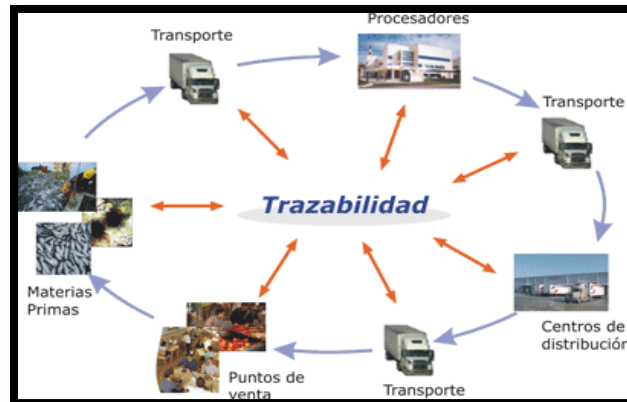 Procesadores
Transporte
Transporte
Trazabilidad
Materias
Primas
Centros de
distribución
Puntos de
venta
Transporte